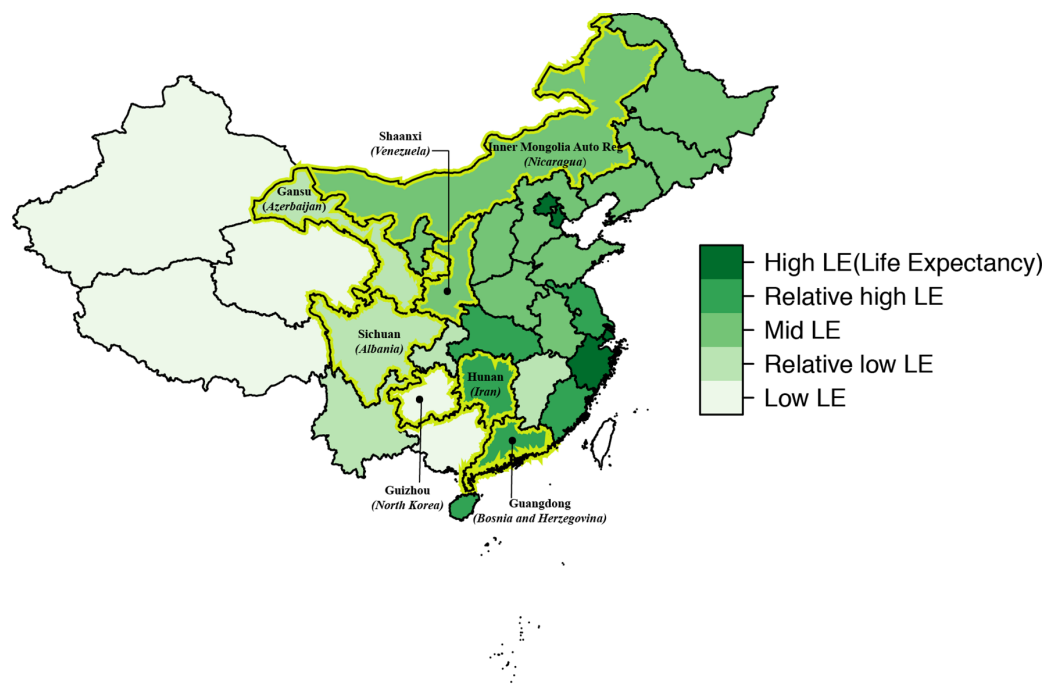 Shaanxi
(Venezuela)
Inner Mongolia Auto Reg
(Nicaragua)
Gansu
(Azerbaijan)
High LE(Life Expectancy)
Relative high LE
Mid LE
Relative low LE
Low LE
Sichuan
(Albania)
Hunan
(Iran)
Guizhou
(North Korea)
Guangdong
(Bosnia and Herzegovina)